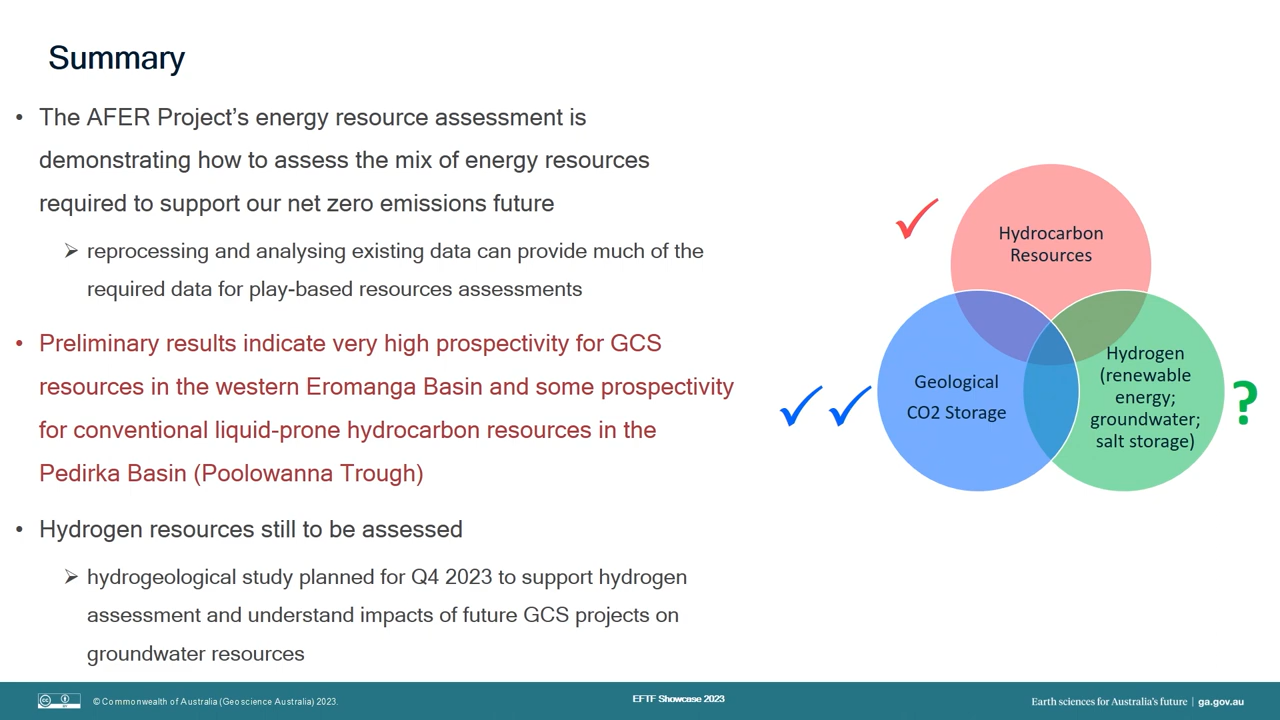 Summary
• The AFER Project’s energy resource assessment is
demonstrating how to assess the mix of energy resources
required to support our net zero emissions future
➢ reprocessing and analysing existing data can provide much of the
required data for play-based resources assessments
• Preliminary results indicate very high prospectivity for GCS
resources in the western Eromanga Basin and some prospectivity
for conventional liquid-prone hydrocarbon resources in the
Pedirka Basin (Poolowanna Trough)
• Hydrogen resources still to be assessed
➢ hydrogeological study planned for Q4 2023 to support hydrogen
assessment and understand impacts of future GCS projects on
groundwater resources
✓
Hydrocarbon
Resources
✓✓
Geological
CO2 Storage
Hydrogen
(renewable
energy;
groundwater;
salt storage)
?
cc BY
© Commonwealth of Australia (Geoscience Australia) 2023.
EFTF Showcase 2023
Earth sciences for Australia’s future | ga.gov.au